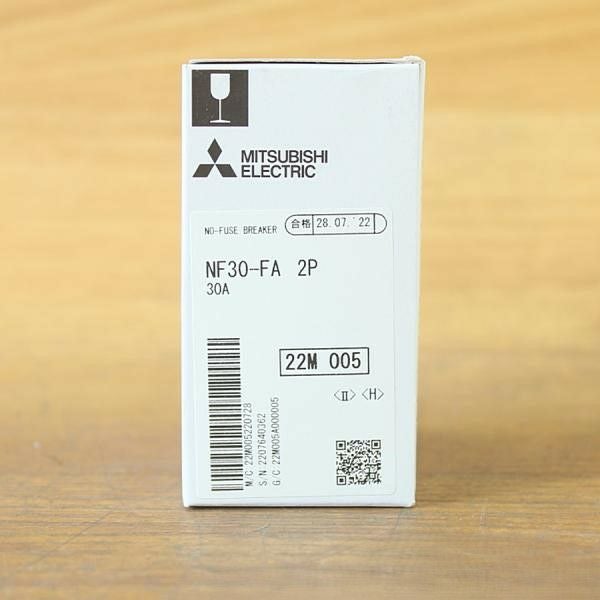 MITSUBISHI
ELECTRIC
NO-FUSE BREAKER 合格 28.07.'22
NF30-FA 2P
30A
22M 005
<II> <H>
M/C 22M005220728
S/N 2207640362
G/C 22M005A000005